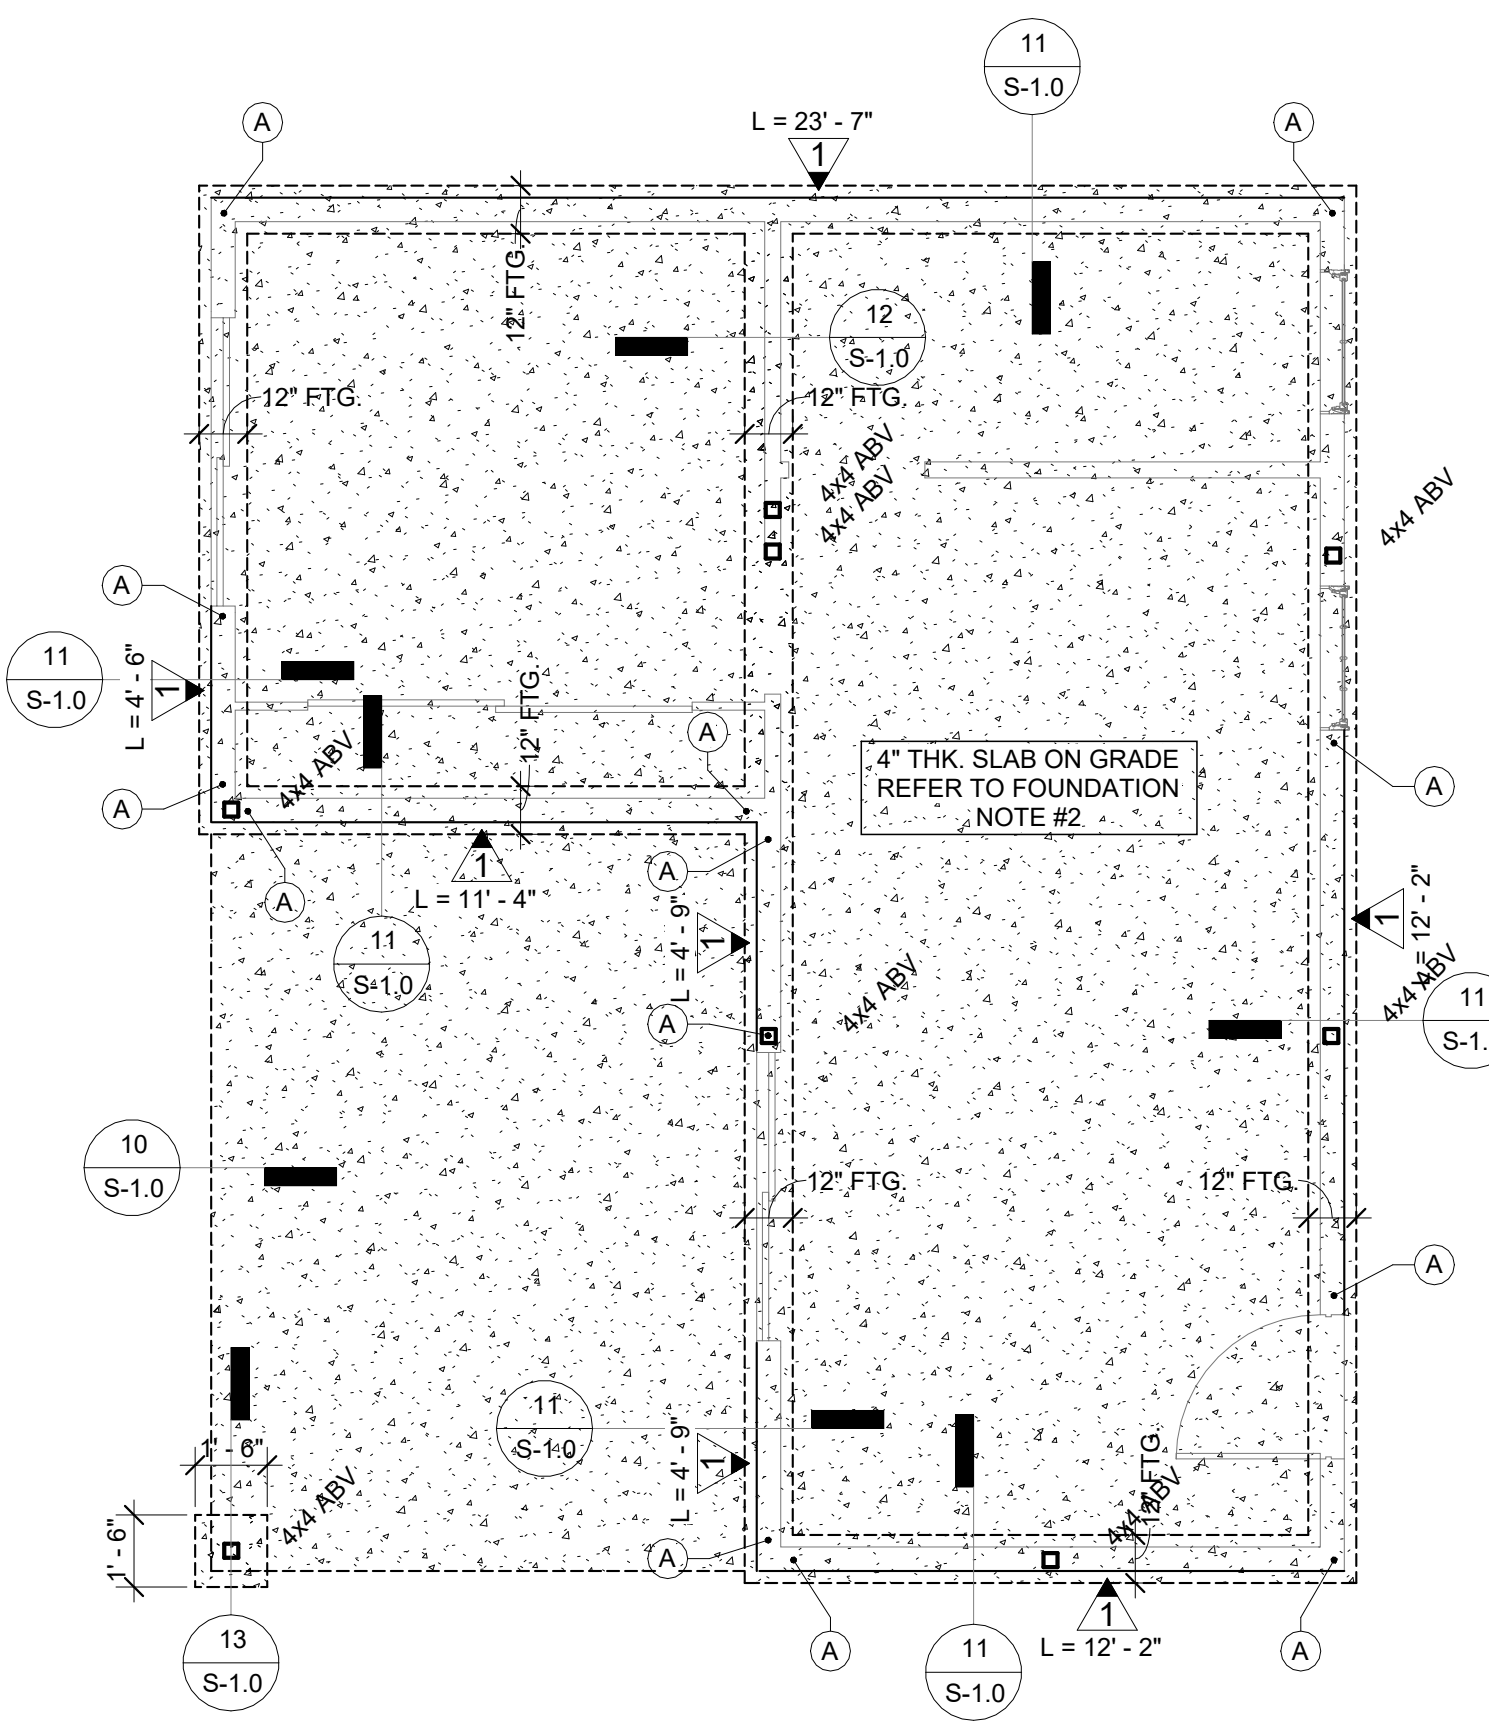 11
S-1.0
A
L = 23' - 7"
1
A
12" FTG.
12
S-1.0
12" FTG.
12" FTG.
4x4 ABV
4x4 ABV
4x4 ABV
A
11
S-1.0
L = 4' - 6"
1
12" FTG.
A
4x4 ABV
4" THK. SLAB ON GRADE
REFER TO FOUNDATION
NOTE #2
A
A
1
L = 11' - 4"
A
A
L = 4' - 9"
1
11
S-1.0
4x4 ABV
A
1
L = 12' - 2"
4x4 ABV
11
S-1.
10
S-1.0
12" FTG.
12" FTG.
A
11
S-1.0
L = 4' - 9"
1
1' - 6"
4x4 ABV
1' - 6"
12" FTG.
4x4 ABV
A
1
L = 12' - 2"
A
A
13
S-1.0
11
S-1.0